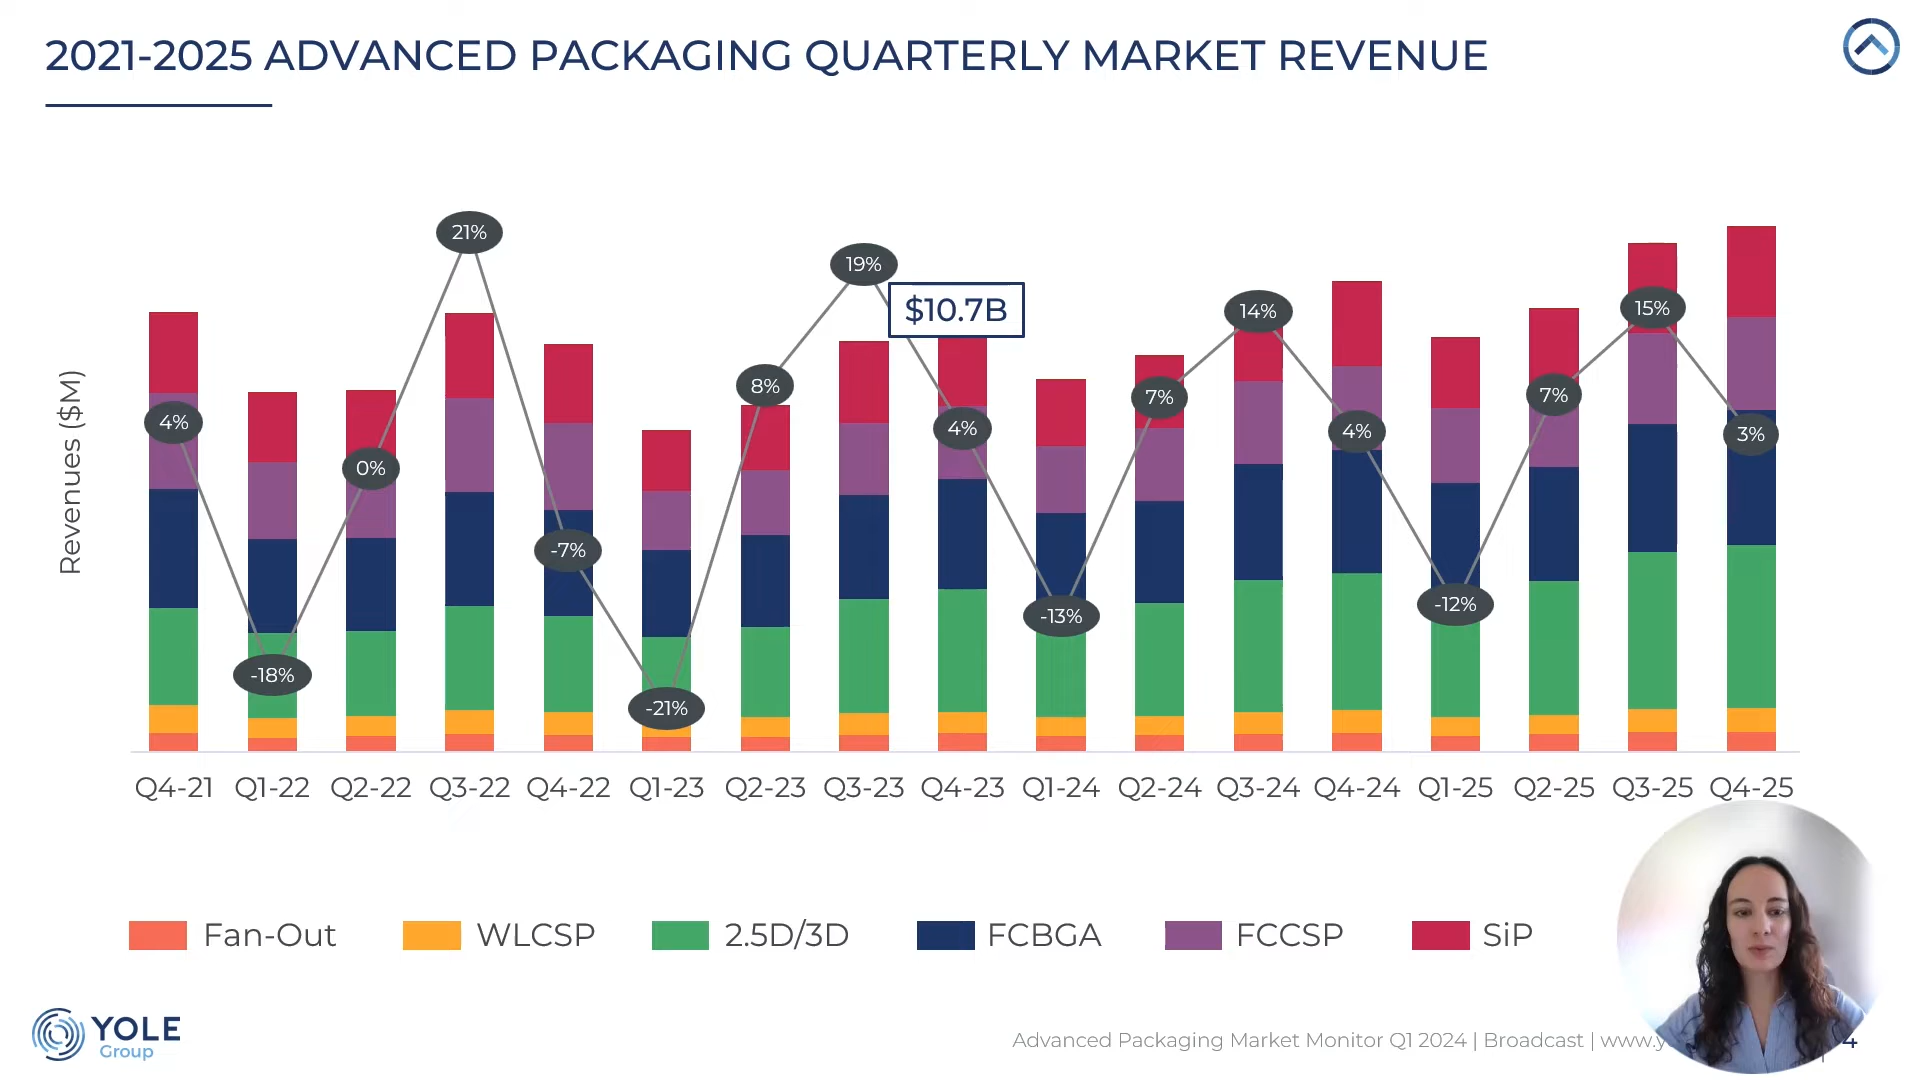 2021-2025 ADVANCED PACKAGING QUARTERLY MARKET REVENUE
21%
19%
$10.7B
14%
15%
8%
7%
7%
4%
4%
4%
3%
0%
-7%
-12%
-13%
-18%
-21%
Revenues ($M)
Q4-21 Q1-22 Q2-22 Q3-22 Q4-22 Q1-23 Q2-23 Q3-23 Q4-23 Q1-24 Q2-24 Q3-24 Q4-24 Q1-25 Q2-25 Q3-25 Q4-25
Fan-Out WLCSP 2.5D/3D FCBGA FCCSP SiP
YOLE
Group
Advanced Packaging Market Monitor Q1 2024 | Broadcast | 4